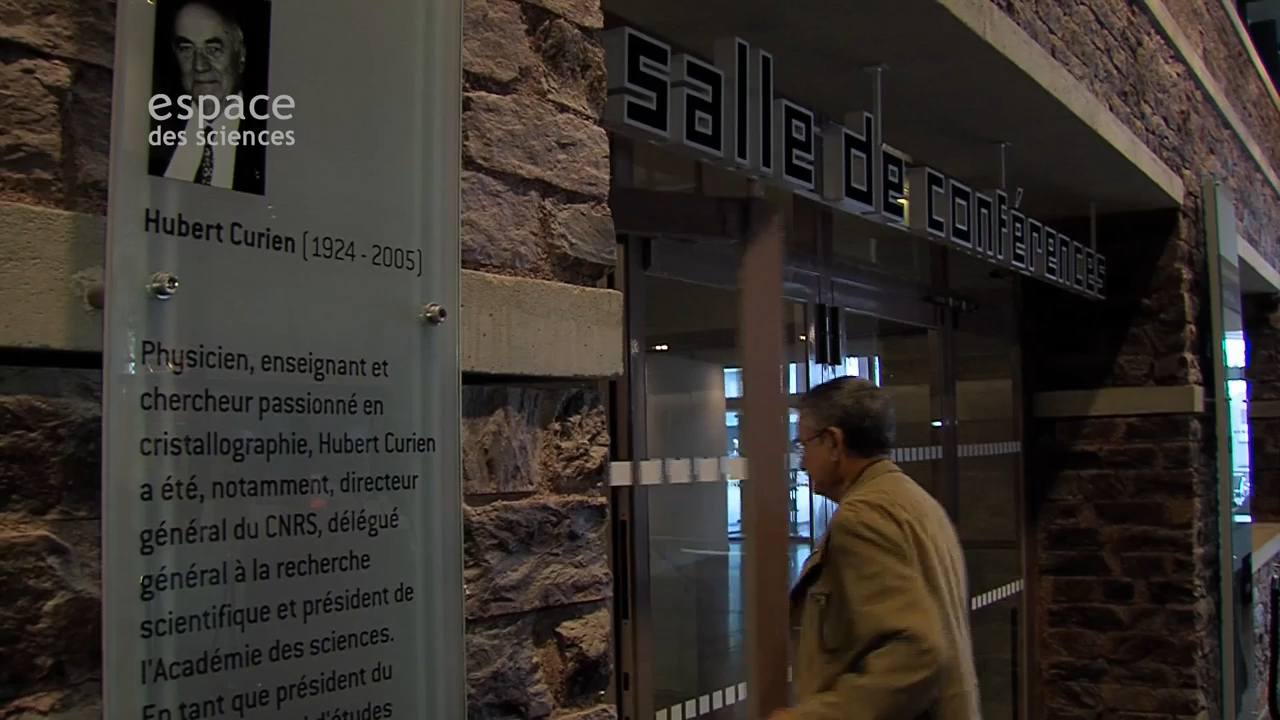 espace
des sciences
Hubert Curien (1924 - 2005)
Physicien, enseignant et
chercheur passionné en
cristallographie, Hubert Curien
a été, notamment, directeur
général du CNRS, délégué
général à la recherche
scientifique et président de
l'Académie des sciences.
En tant que président du
d'études
salle de conférences